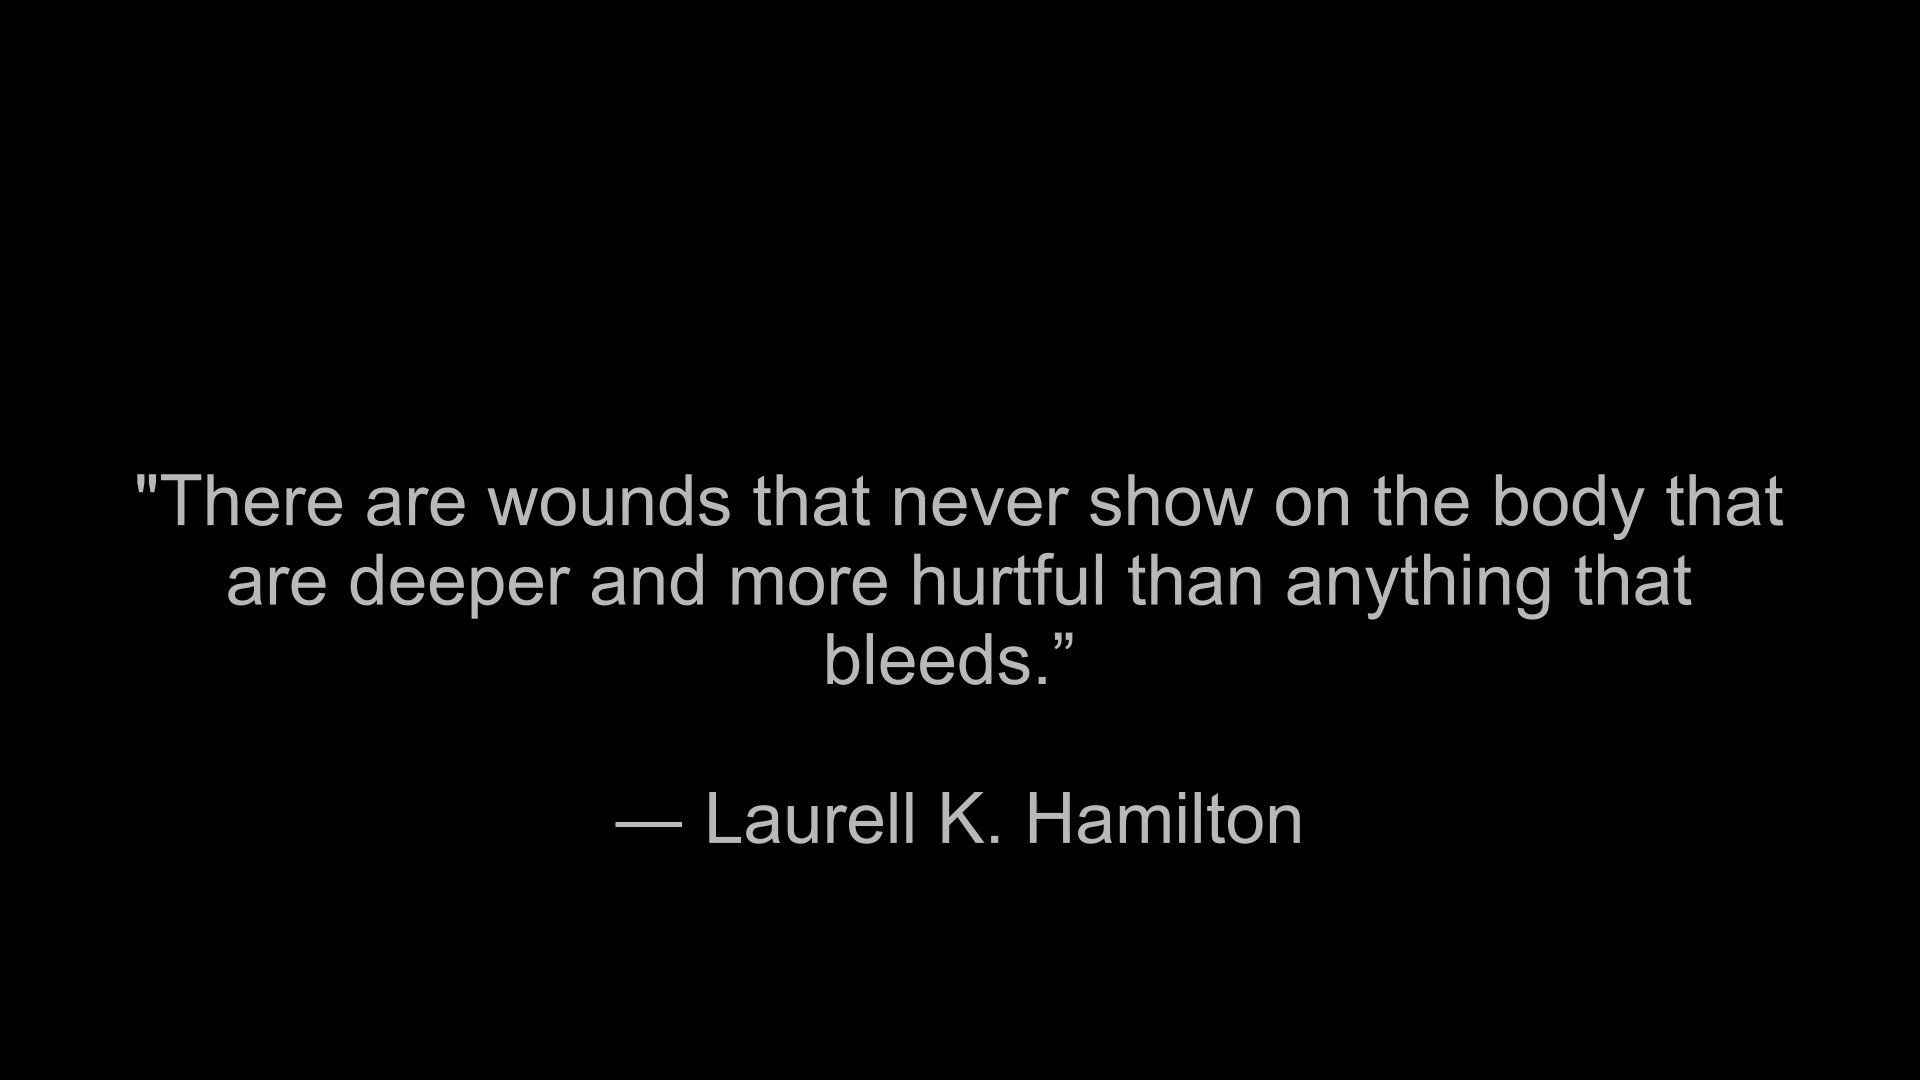 "There are wounds that never show on the body that
are deeper and more hurtful than anything that
bleeds.”
— Laurell K. Hamilton